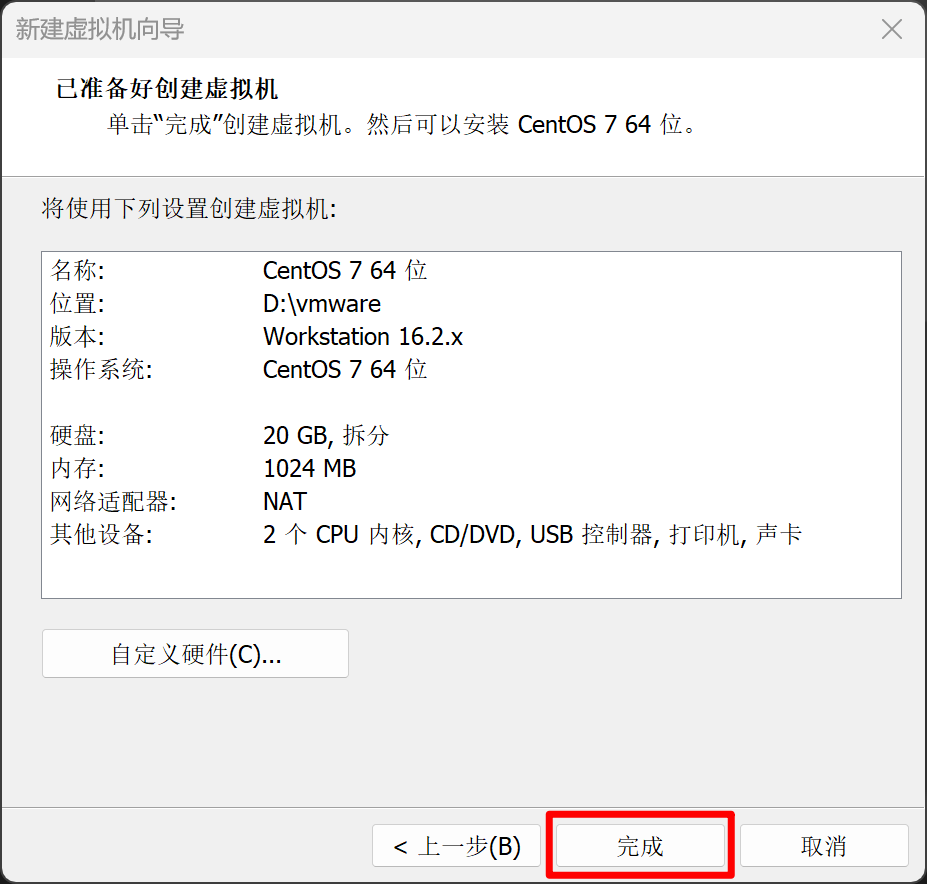 新建虚拟机向导
已准备好创建虚拟机
单击“完成”创建虚拟机。然后可以安装 CentOS 7 64 位。
将使用下列设置创建虚拟机:
名称: CentOS 7 64 位
位置: D:\vmware
版本: Workstation 16.2.x
操作系统: CentOS 7 64 位
硬盘: 20 GB, 拆分
内存: 1024 MB
网络适配器: NAT
其他设备: 2 个 CPU 内核, CD/DVD, USB 控制器, 打印机, 声卡
自定义硬件(C)...
< 上一步(B) 完成 取消